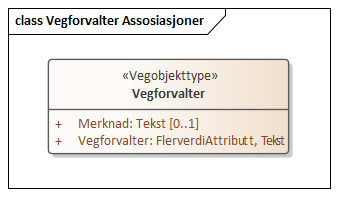 class Vegforvalter Assosiasjoner
«Vegobjekttype»
Vegforvalter
+ Merknad: Tekst [0..1]
+ Vegforvalter: FlerverdiAttributt, Tekst